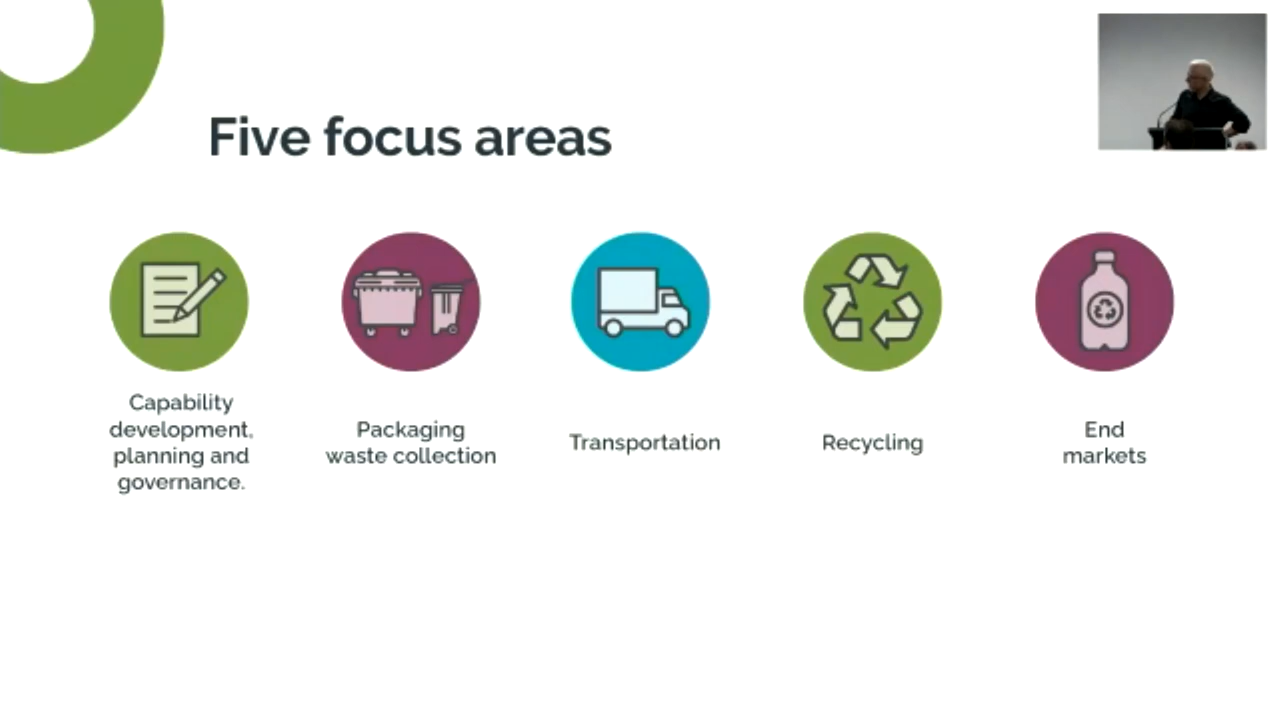 Five focus areas
Capability
development,
planning and
governance.
Packaging
waste collection
Transportation
Recycling
End
markets